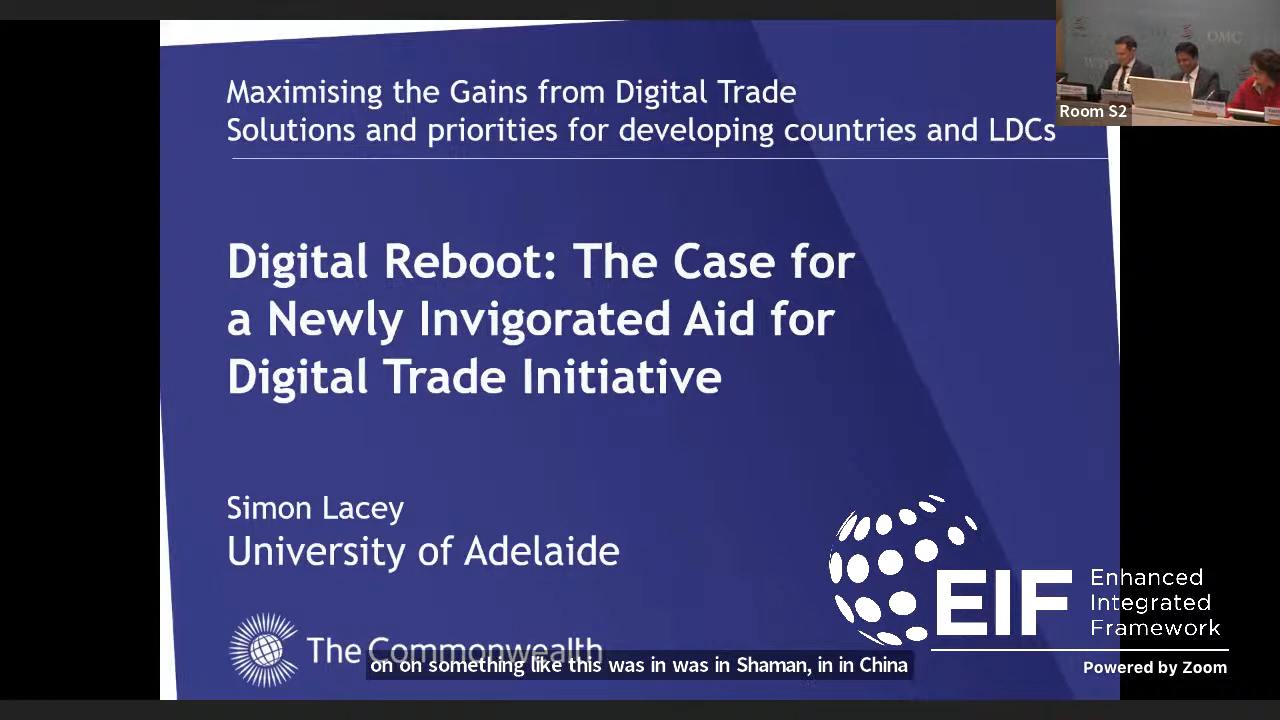 Maximising the Gains from Digital Trade
Solutions and priorities for developing countries and LDCs
OMC
Room S2
Digital Reboot: The Case for
a Newly Invigorated Aid for
Digital Trade Initiative
Simon Lacey
University of Adelaide
The Commonwealth
EIF
Enhanced
Integrated
Framework
Powered by Zoom
on on something like this was in was in Shaman, in in China